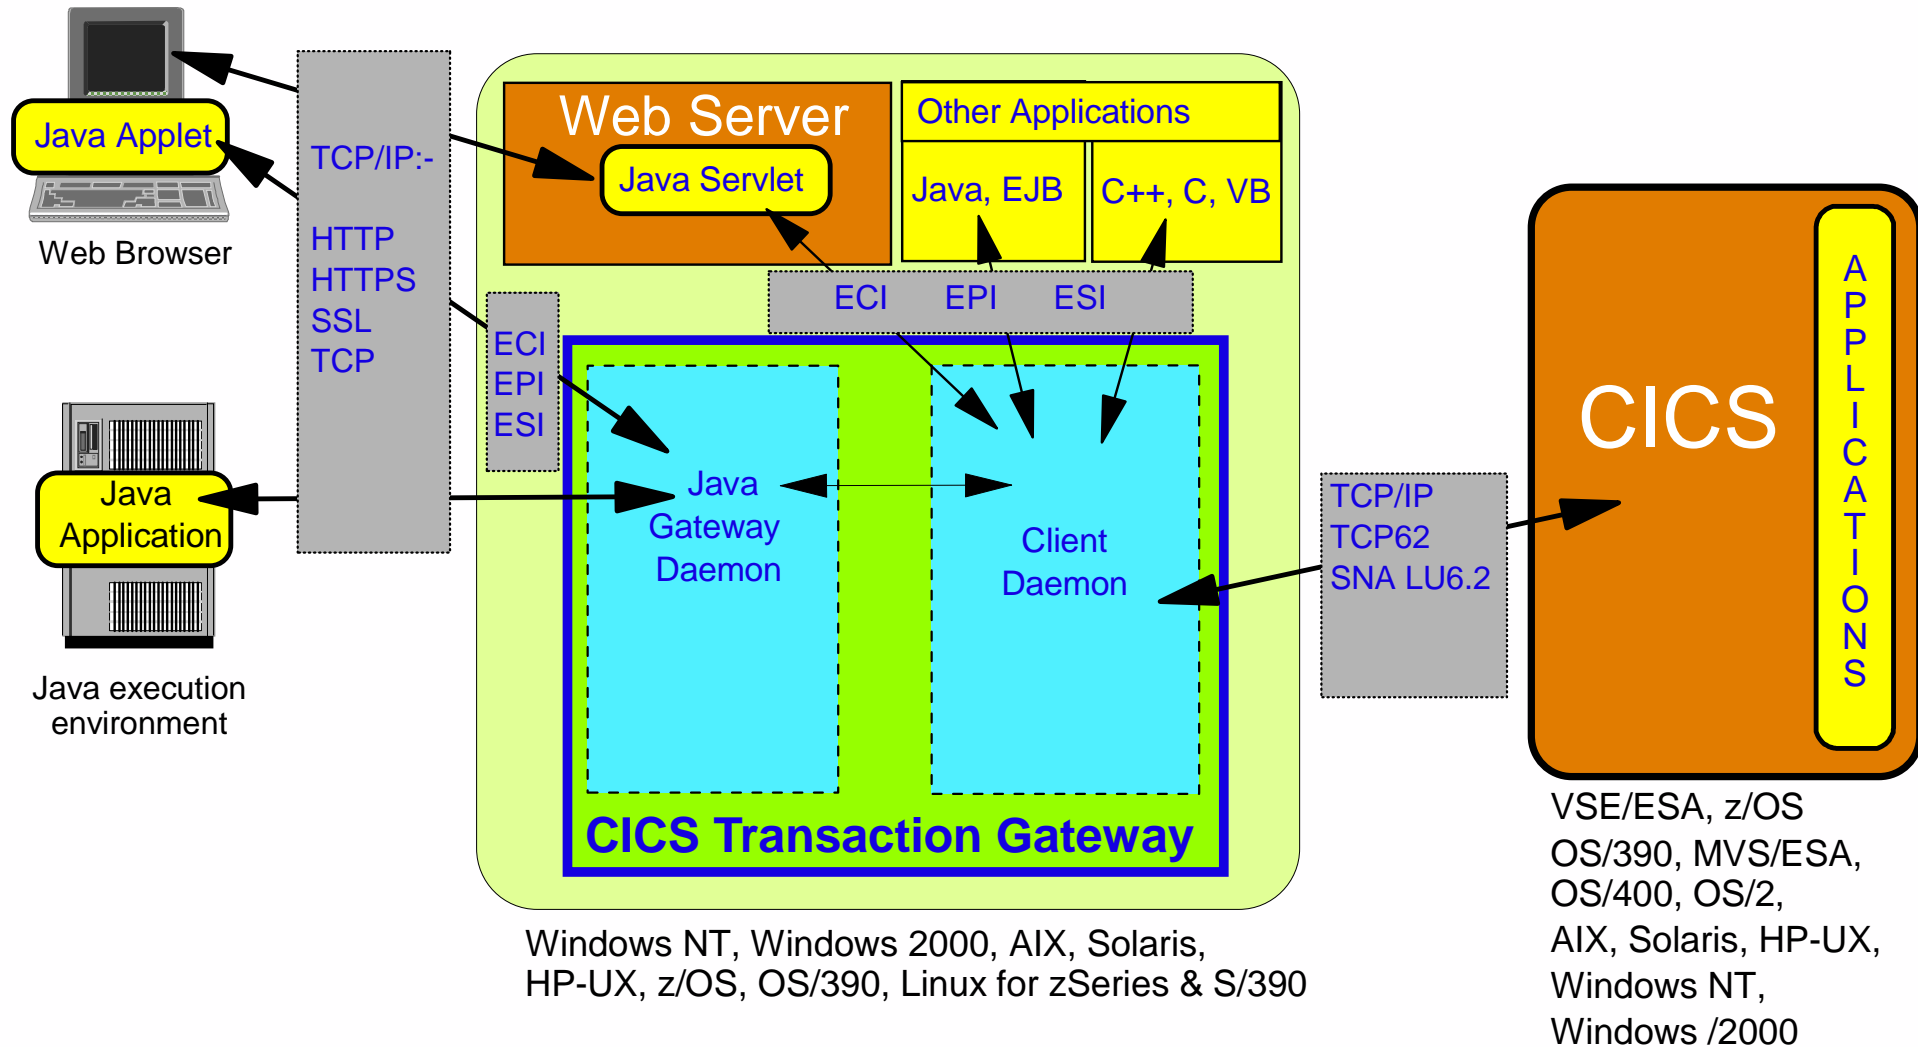 Java Applet
Web Browser
Java
Application
Java execution
environment
TCP/IP:-
HTTP
HTTPS
SSL
TCP
ECI
EPI
ESI
Web Server
Java Servlet
Other Applications
Java, EJB
C++, C, VB
ECI EPI ESI
Java
Gateway
Daemon
Client
Daemon
CICS Transaction Gateway
Windows NT, Windows 2000, AIX, Solaris,
HP-UX, z/OS, OS/390, Linux for zSeries & S/390
TCP/IP
TCP62
SNA LU6.2
CICS
APPLICATIONS
VSE/ESA, z/OS
OS/390, MVS/ESA,
OS/400, OS/2,
AIX, Solaris, HP-UX,
Windows NT,
Windows /2000